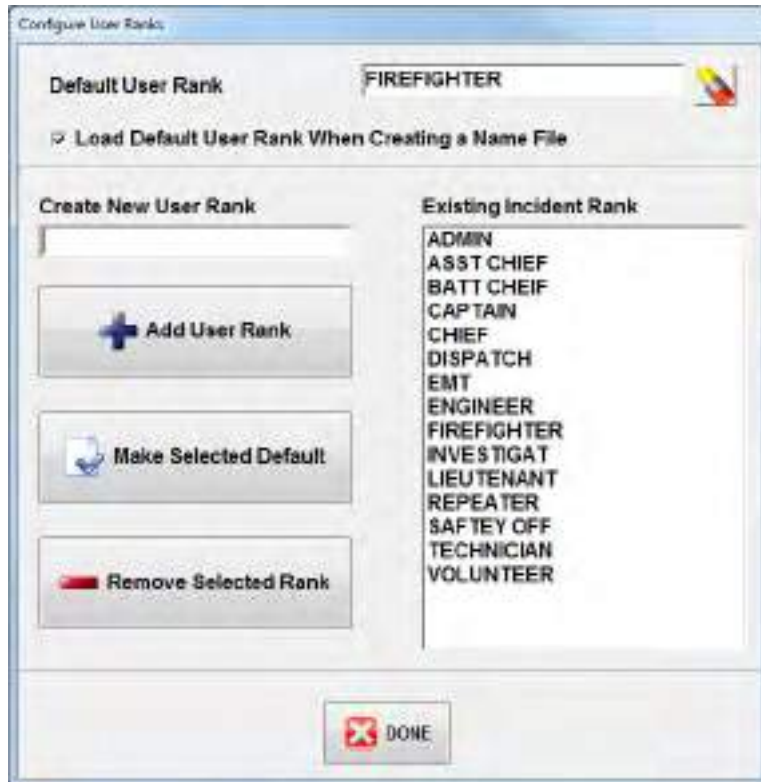 Configure User Ranks
Default User Rank
FIREFIGHTER
Load Default User Rank When Creating a Name File
Create New User Rank
Add User Rank
Make Selected Default
Remove Selected Rank
Existing Incident Rank
ADMIN
ASST CHIEF
BATT CHEIF
CAPTAIN
CHIEF
DISPATCH
EMT
ENGINEER
FIREFIGHTER
INVESTIGAT
LIEUTENANT
REPEATER
SAFTEY OFF
TECHNICIAN
VOLUNTEER
DONE